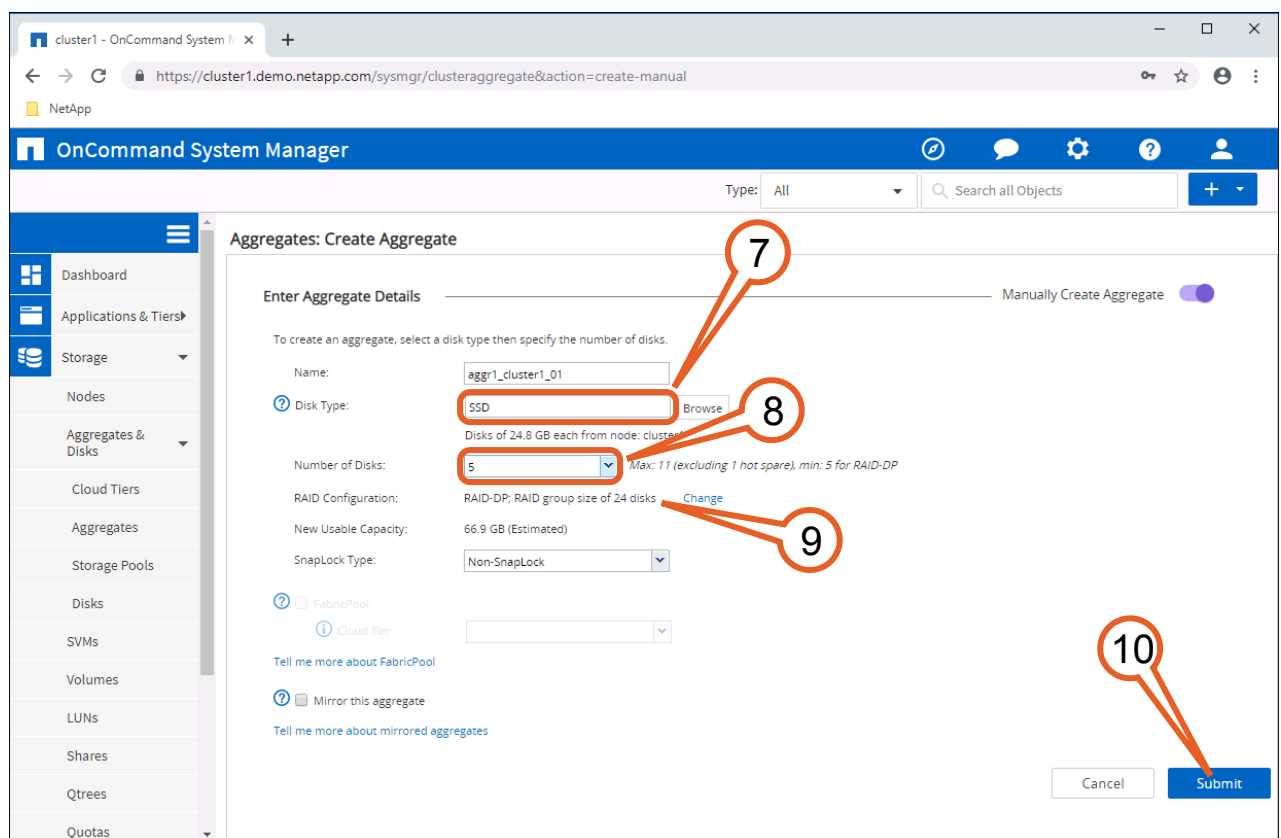 cluster1 - OnCommand System M
https://cluster1.demo.netapp.com/sysmgr/clusteraggregate&action=create-manual
NetApp
OnCommand System Manager
Type: All Search all Objects
Aggregates: Create Aggregate
7
Dashboard
Enter Aggregate Details Manually Create Aggregate
Applications & Tiers
To create an aggregate, select a disk type then specify the number of disks.
Storage
Name: aggr1_cluster1_01
Nodes
Disk Type: SSD Browse
8
Aggregates & Disks
Disks of 24.8 GB each from node: cluster1
Number of Disks: 5 Max: 11 (excluding 1 hot spare), min: 5 for RAID-DP
Cloud Tiers
RAID Configuration: RAID-DP; RAID group size of 24 disks Change
Aggregates
New Usable Capacity: 66.9 GB (Estimated)
9
SnapLock Type: Non-SnapLock
Storage Pools
Disks
FabricPool
Cloud Tier
SVMs
Tell me more about FabricPool
10
Volumes
Mirror this aggregate
LUNs
Tell me more about mirrored aggregates
Shares
Cancel Submit
Qtrees
Quotas